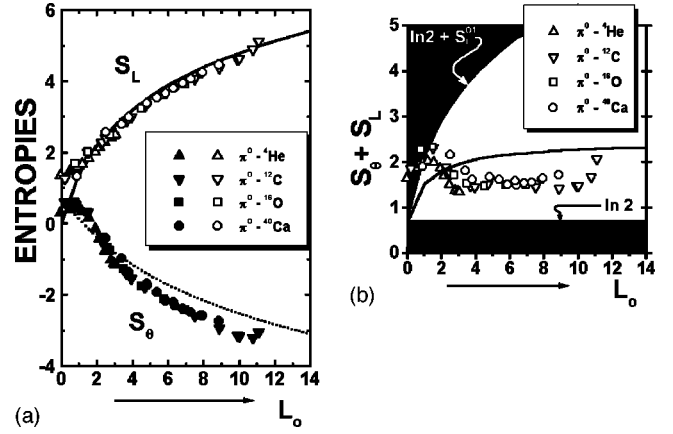 6
4
2
0
-2
-4
ENTROPIES
S_L
S_θ
π⁰ - ⁴He
π⁰ - ¹²C
π⁰ - ¹⁶O
π⁰ - ⁴⁰Ca
0 2 4 6 8 10 12 14
L_o
(a)
5
4
3
2
1
0
S_θ + S_L
ln2 + S
π⁰ - ⁴He
π⁰ - ¹²C
π⁰ - ¹⁶O
π⁰ - ⁴⁰Ca
ln 2
0 2 4 6 8 10 12 14
L_o
(b)